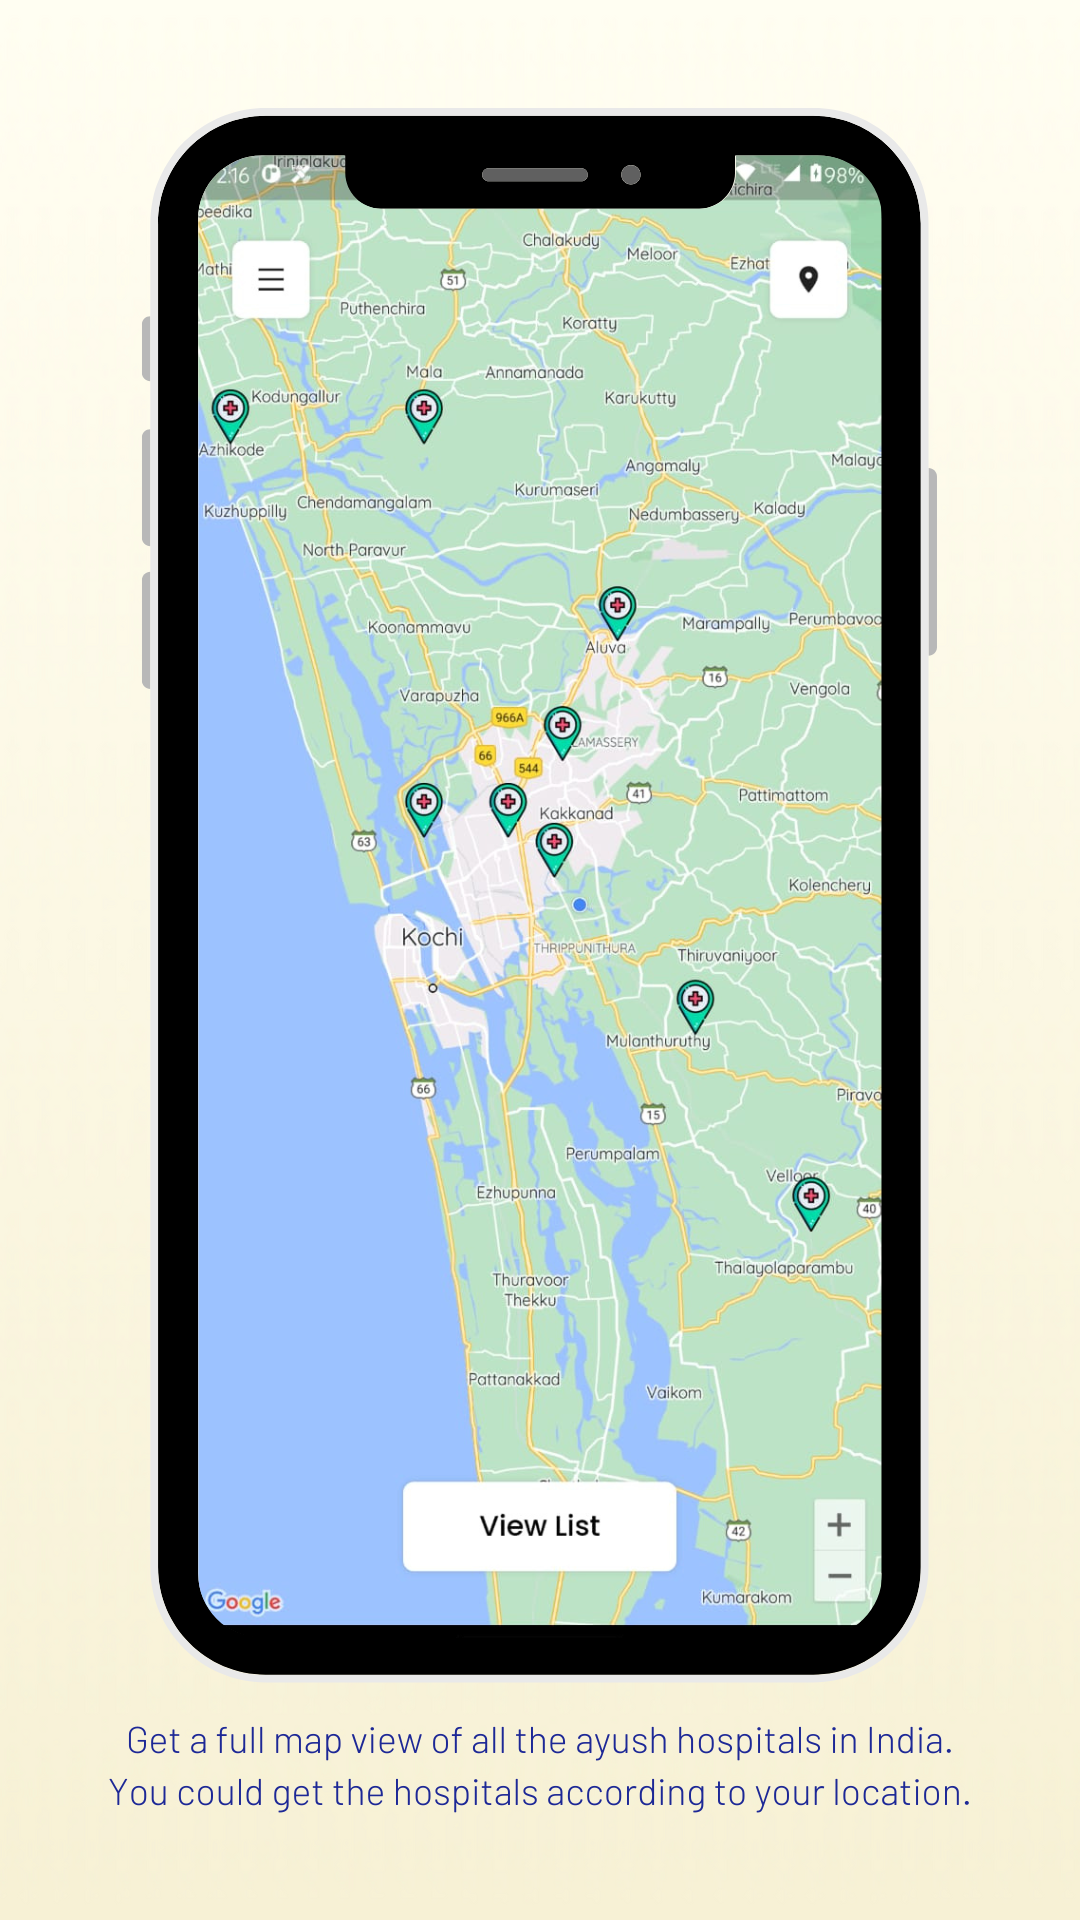 Irinjalaku
2:16
LTE
98%
ichira
peedika
Chalakudy
Meloor
Mathi
Ezhat
51
Puthenchira
Koratty
Mala
Annamanada
Kodungallur
Karukutty
Azhikode
Angamaly
Malaya
Kurumaseri
Chendamangalam
Kuzhuppilly
Nedumbassery
Kalady
North Paravur
Koonammavu
Marampally
Perumbavoo
Aluva
16
Vengola
Varapuzha
966A
LAMASSERY
66
544
41
Pattimattom
Kakkanad
63
Kolenchery
Kochi
THRIPPUNITHURA
Thiruvaniyoor
Mulanthuruthy
66
Piravo
15
Perumpalam
Velloor
Ezhupunna
40
Thalayolaparambu
Thuravoor
Thekku
Pattanakkad
Vaikom
View List
+
42
−
Kumarakom
Google
Get a full map view of all the ayush hospitals in India.
You could get the hospitals according to your location.